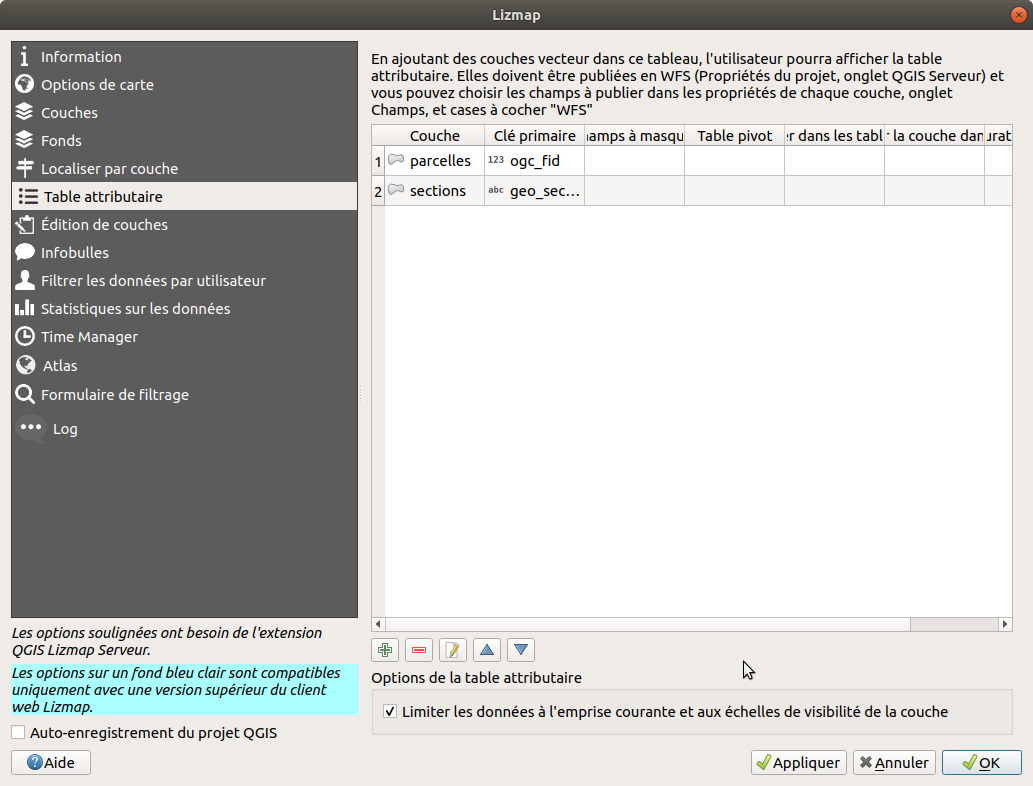 Lizmap
Information
Options de carte
Couches
Fonds
Localiser par couche
Table attributaire
Édition de couches
Infobulles
Filtrer les données par utilisateur
Statistiques sur les données
Time Manager
Atlas
Formulaire de filtrage
Log
Les options soulignées ont besoin de l'extension
QGIS Lizmap Serveur.
Les options sur un fond bleu clair sont compatibles
uniquement avec une version supérieur du client
web Lizmap.
Auto-enregistrement du projet QGIS
Aide
En ajoutant des couches vecteur dans ce tableau, l'utilisateur pourra afficher la table
attributaire. Elles doivent être publiées en WFS (Propriétés du projet, onglet QGIS Serveur) et
vous pouvez choisir les champs à publier dans les propriétés de chaque couche, onglet
Champs, et cases à cocher "WFS"
Couche Clé primaire amps à masqu Table pivot r dans les tabl la couche dan urat
1 parcelles 123 ogc_fid
2 sections abc geo_sec...
Options de la table attributaire
Limiter les données à l'emprise courante et aux échelles de visibilité de la couche
Appliquer Annuler OK